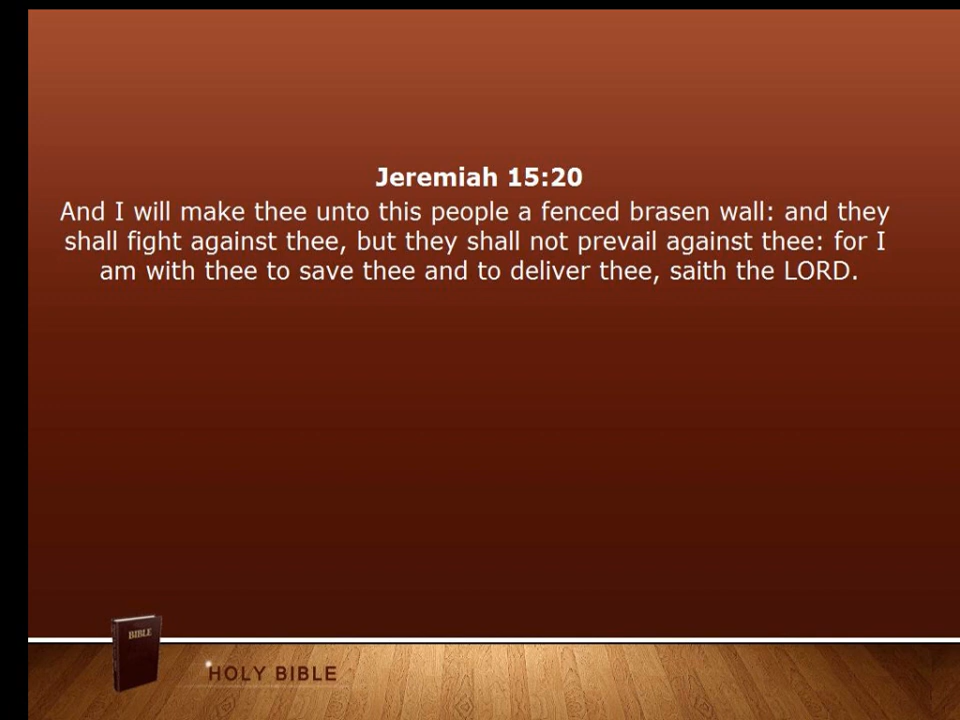 Jeremiah 15:20
And I will make thee unto this people a fenced brasen wall: and they
shall fight against thee, but they shall not prevail against thee: for I
am with thee to save thee and to deliver thee, saith the LORD.
BIBLE
HOLY BIBLE